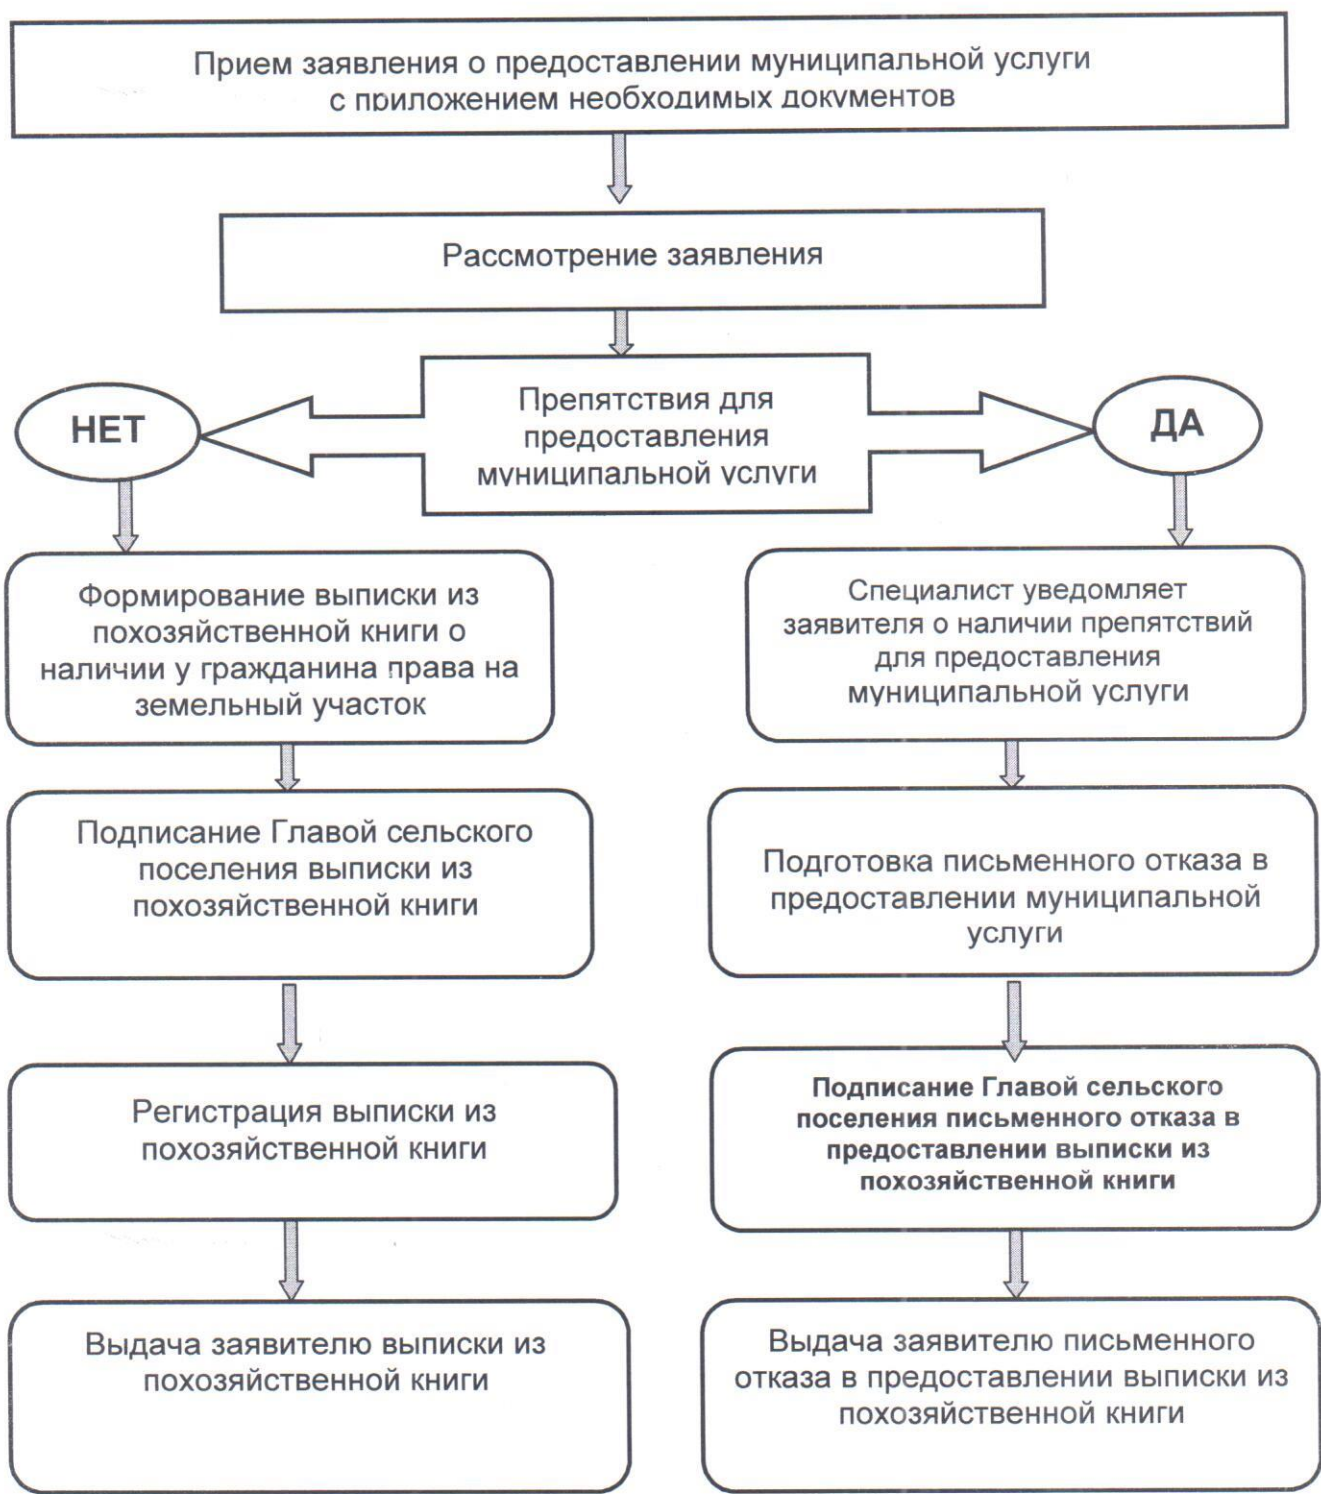 Прием заявления о предоставлении муниципальной услуги
с приложением необходимых документов
Рассмотрение заявления
Препятствия для
предоставления
муниципальной услуги
НЕТ
ДА
Формирование выписки из
похозяйственной книги о
наличии у гражданина права на
земельный участок
Специалист уведомляет
заявителя о наличии препятствий
для предоставления
муниципальной услуги
Подписание Главой сельского
поселения выписки из
похозяйственной книги
Подготовка письменного отказа в
предоставлении муниципальной
услуги
Регистрация выписки из
похозяйственной книги
Подписание Главой сельского
поселения письменного отказа в
предоставлении выписки из
похозяйственной книги
Выдача заявителю выписки из
похозяйственной книги
Выдача заявителю письменного
отказа в предоставлении выписки из
похозяйственной книги